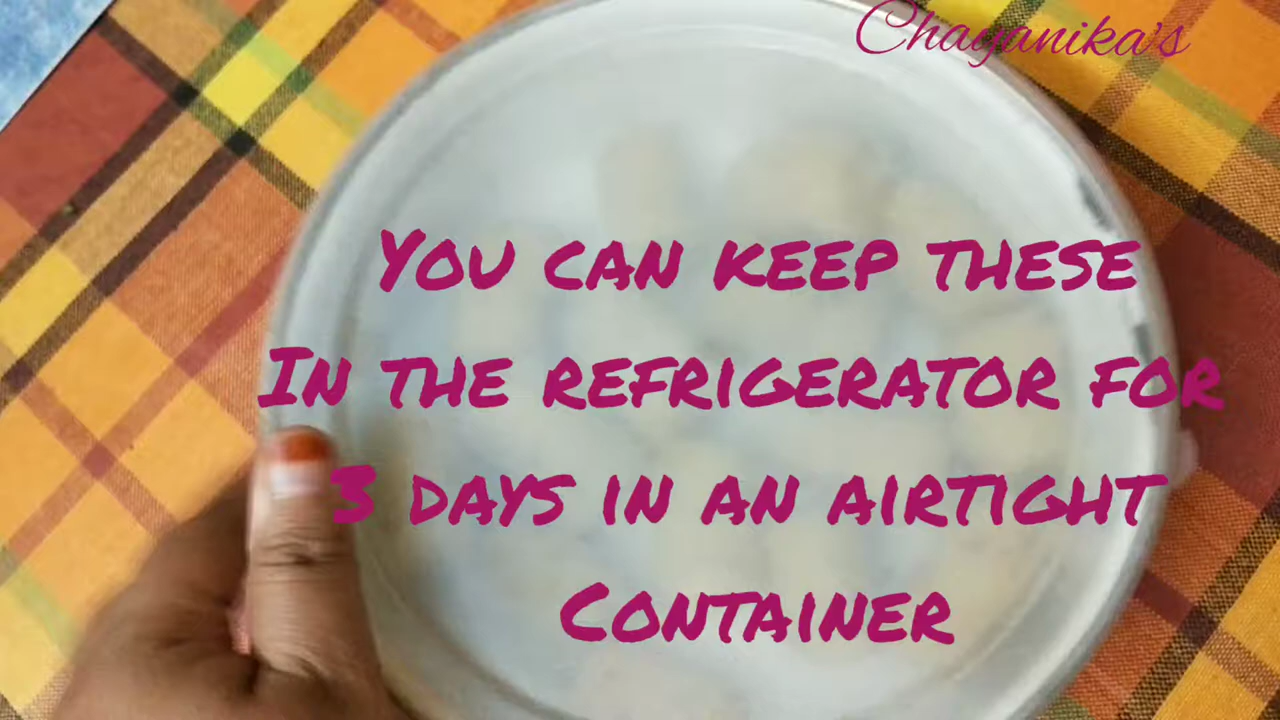 Chayanika's
You can keep these
In the refrigerator for
3 days in an airtight
Container